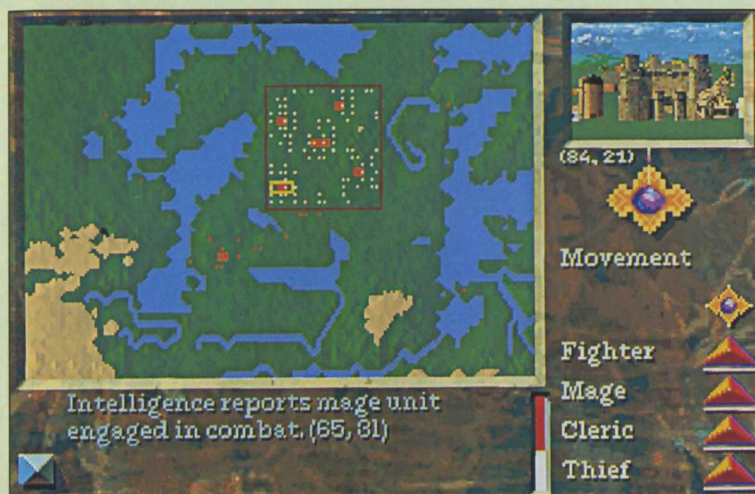 (84, 21)
Movement
Fighter
Mage
Cleric
Thief
Intelligence reports mage unit
engaged in combat. (65, 31)